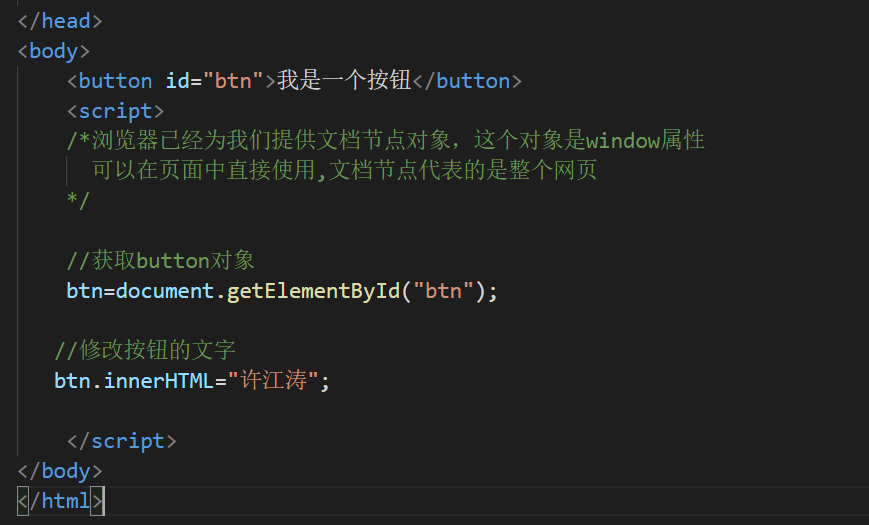 </head>
<body>
<button id="btn">我是一个按钮</button>
<script>
/*浏览器已经为我们提供文档节点对象，这个对象是window属性
可以在页面中直接使用,文档节点代表的是整个网页
*/
//获取button对象
btn=document.getElementById("btn");
//修改按钮的文字
btn.innerHTML="许江涛";
</script>
</body>
</html>